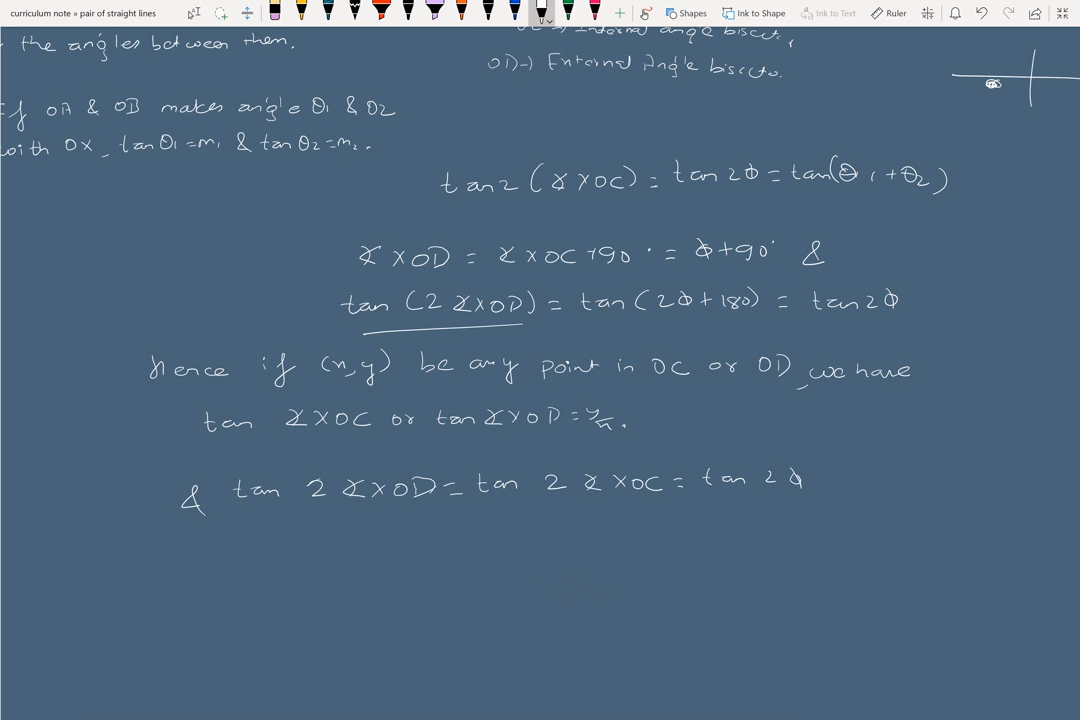 curriculum note » pair of straight lines
Shapes
Ink to Shape
Ink to Text
Ruler
the angles between them.
OD→ External Angle bisecto.
If OA & OB makes angle θ1 & θ2
with OX, tanθ1=m1 & tanθ2=m2.
tan2(∡XOC) = tan2ϕ = tan(θ1+θ2)
∡XOD = ∡XOC+90° = ϕ+90° &
tan(2∡XOD) = tan(2ϕ+180) = tan2ϕ
Hence if (x,y) be any point in OC or OD, we have
tan ∡XOC or tan∡XOD = y/x.
& tan 2∡XOD = tan 2∡XOC = tan 2ϕ